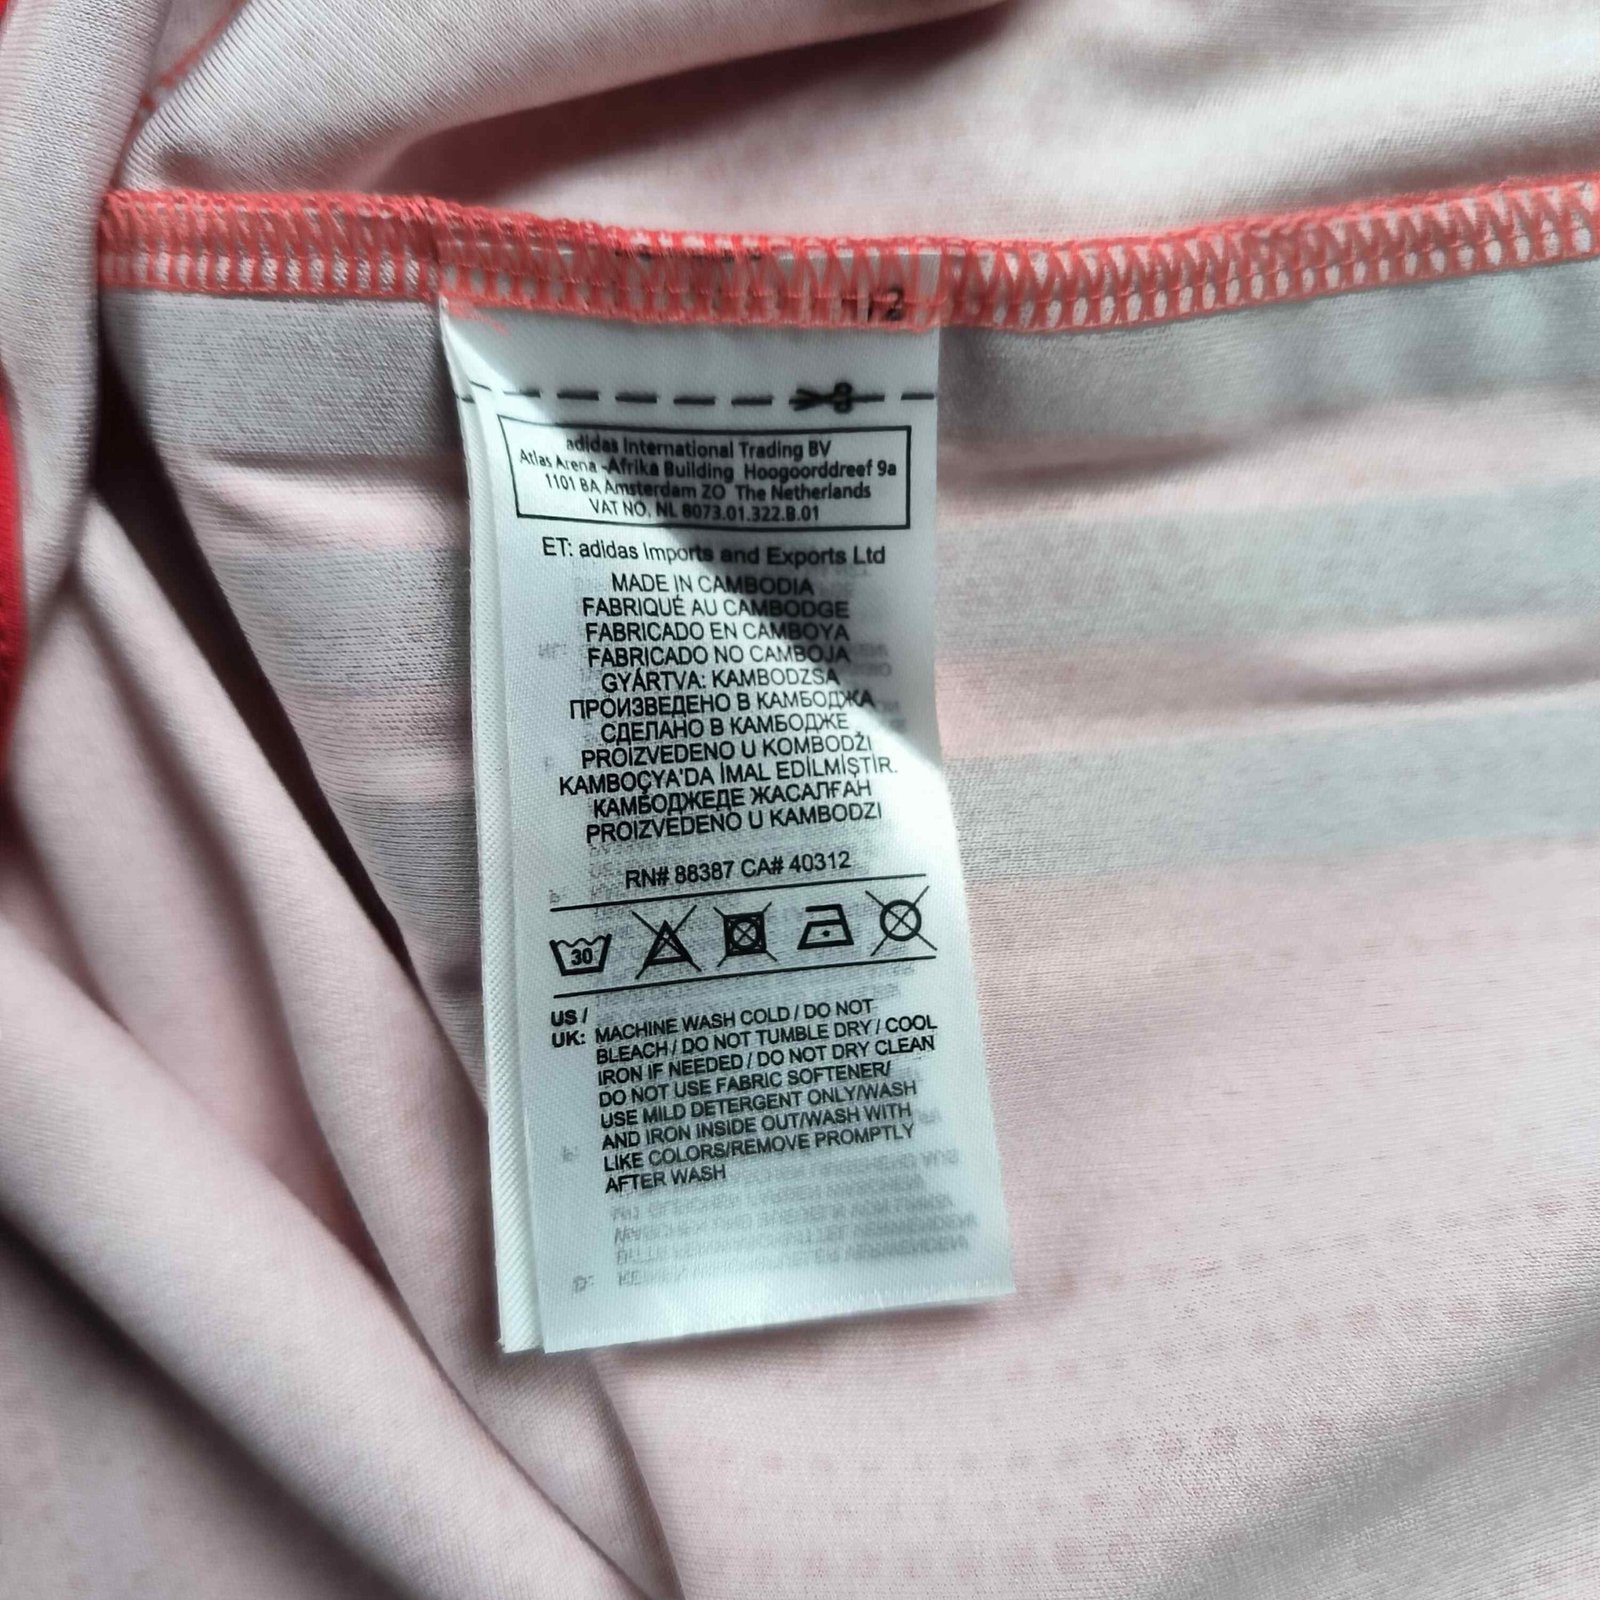 adidas International Trading BV
Atlas Arena -Afrika Building Hoogoorddreef 9a
1101 BA Amsterdam ZO The Netherlands
VAT NO. NL 8073.01.322.B.01
ET: adidas Imports and Exports Ltd
MADE IN CAMBODIA
FABRIQUÉ AU CAMBODGE
FABRICADO EN CAMBOYA
FABRICADO NO CAMBOJA
GYÁRTVA: KAMBODZSA
ПРОИЗВЕДЕНО В КАМБОДЖА
СДЕЛАНО В КАМБОДЖЕ
PROIZVEDENO U KOMBODŽI
KAMBOÇYA'DA İMAL EDİLMİŞTİR.
КАМБОДЖЕДЕ ЖАСАЛҒАН
PROIZVEDENO U KAMBODZI
RN# 88387 CA# 40312
30
US /
UK: MACHINE WASH COLD / DO NOT
BLEACH / DO NOT TUMBLE DRY / COOL
IRON IF NEEDED / DO NOT DRY CLEAN
DO NOT USE FABRIC SOFTENER/
USE MILD DETERGENT ONLY/WASH
AND IRON INSIDE OUT/WASH WITH
LIKE COLORS/REMOVE PROMPTLY
AFTER WASH